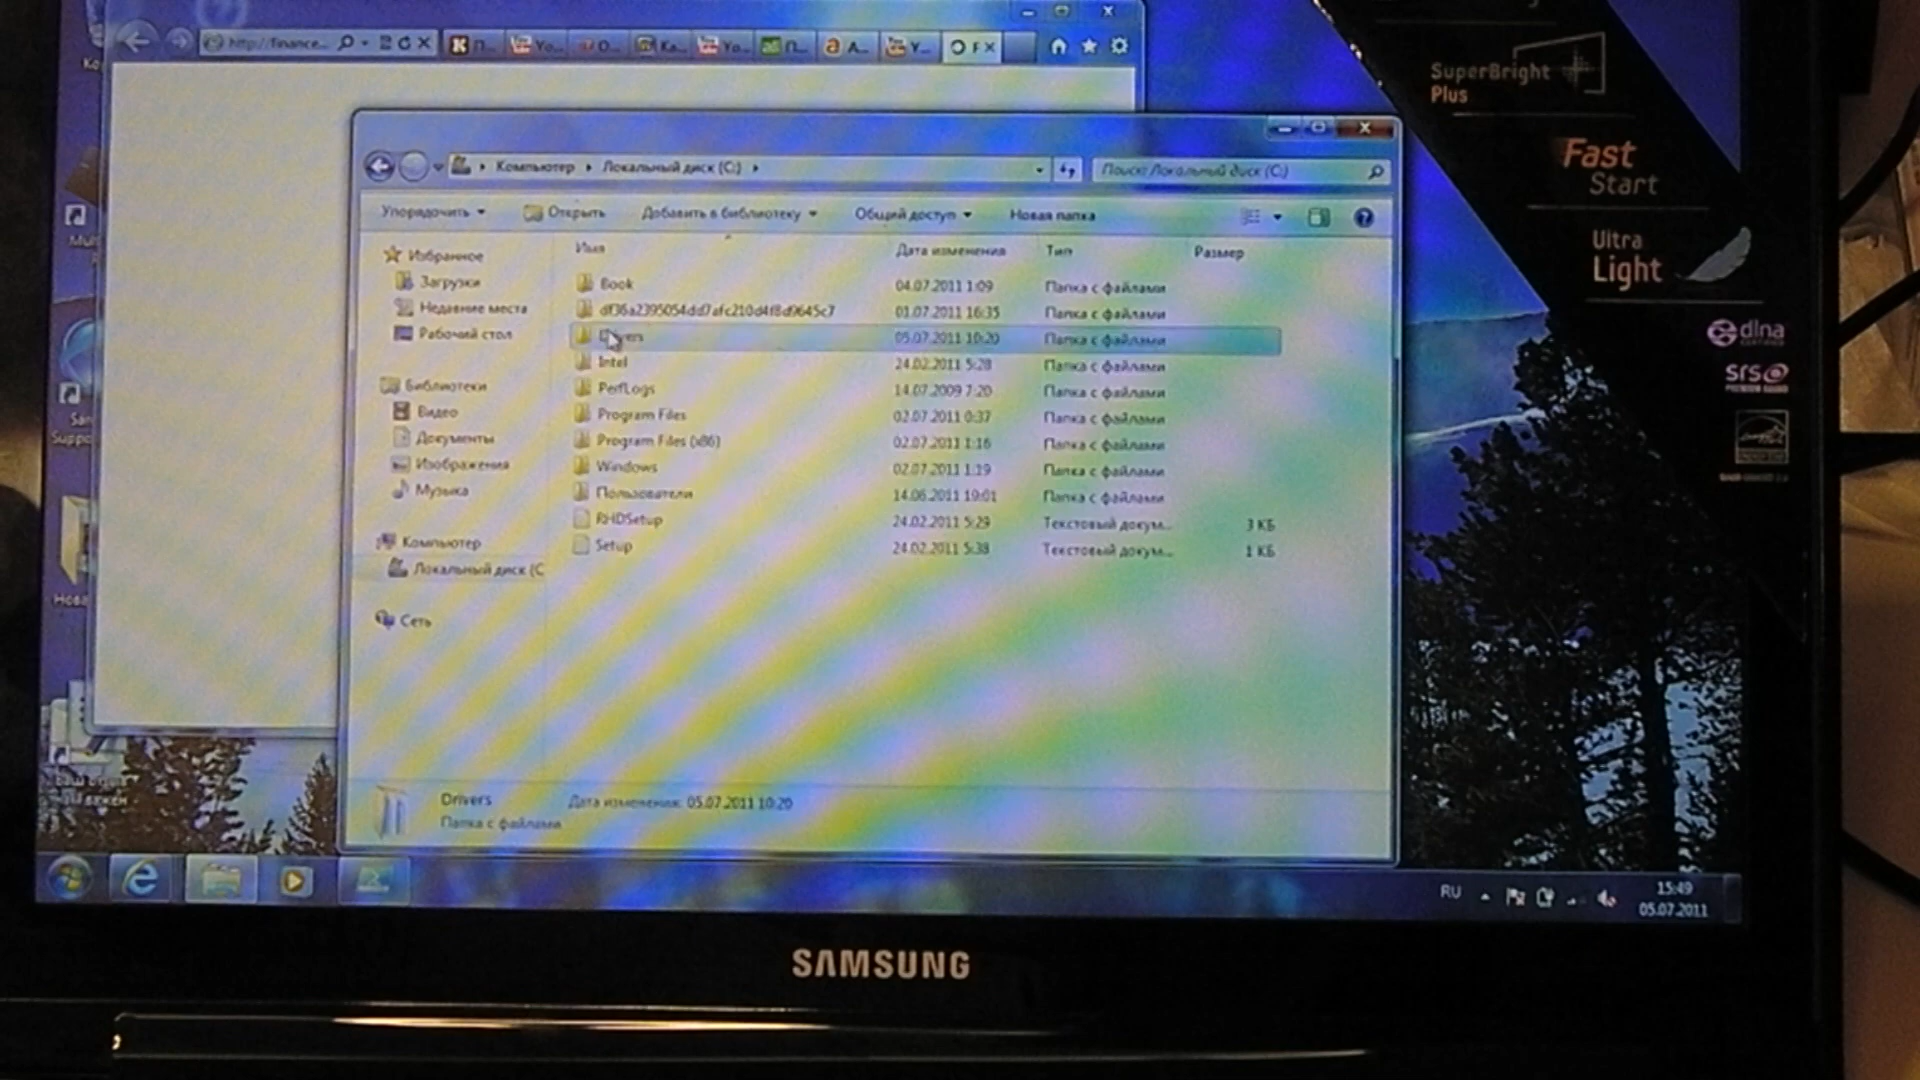 http://finance...
Yo...
O...
Ka...
Yo...
A...
F
Компьютер
Локальный диск (C:)
Поиск: Локальный диск (C:)
Упорядочить
Открыть
Добавить в библиотеку
Общий доступ
Новая папка
Имя
Дата изменения
Тип
Размер
Избранное
Загрузки
Недавние места
Рабочий стол
Библиотеки
Видео
Документы
Изображения
Музыка
Компьютер
Локальный диск (C
Сеть
Book 04.07.2011 1:09 Папка с файлами
df36a2395054dd7afc210d4f8d9645c7 01.07.2011 16:35 Папка с файлами
Drivers 05.07.2011 10:20 Папка с файлами
Intel 24.02.2011 5:28 Папка с файлами
PerfLogs 14.07.2009 7:20 Папка с файлами
Program Files 02.07.2011 0:37 Папка с файлами
Program Files (x86) 02.07.2011 1:16 Папка с файлами
Windows 02.07.2011 1:19 Папка с файлами
Пользователи 14.06.2011 19:01 Папка с файлами
RHDSetup 24.02.2011 5:29 Текстовый докум... 3 КБ
Setup 24.02.2011 5:38 Текстовый докум... 1 КБ
Drivers
Дата изменения: 05.07.2011 10:20
Папка с файлами
RU
15:49
05.07.2011
SAMSUNG
SuperBright
Plus
Fast
Start
Ultra
Light
dlna
CERTIFIED
SRS